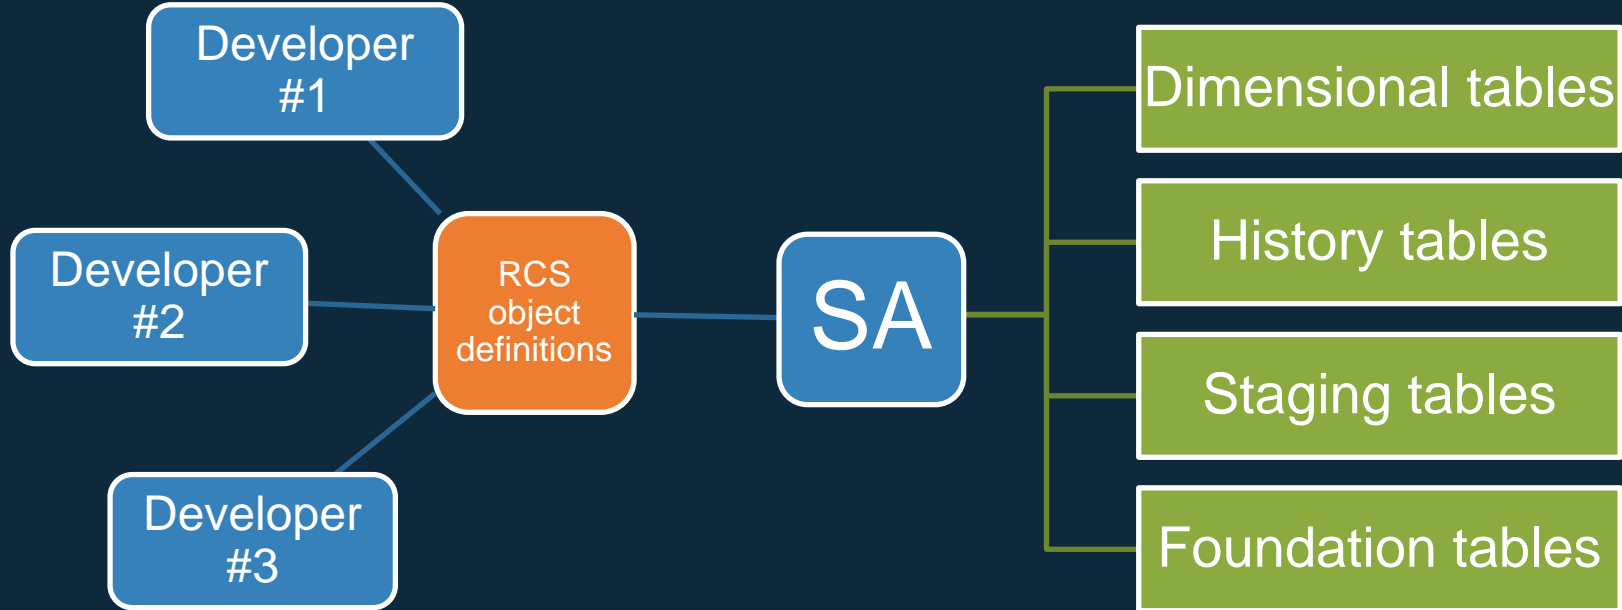 Developer
#1
Developer
#2
Developer
#3
RCS
object
definitions
SA
Dimensional tables
History tables
Staging tables
Foundation tables